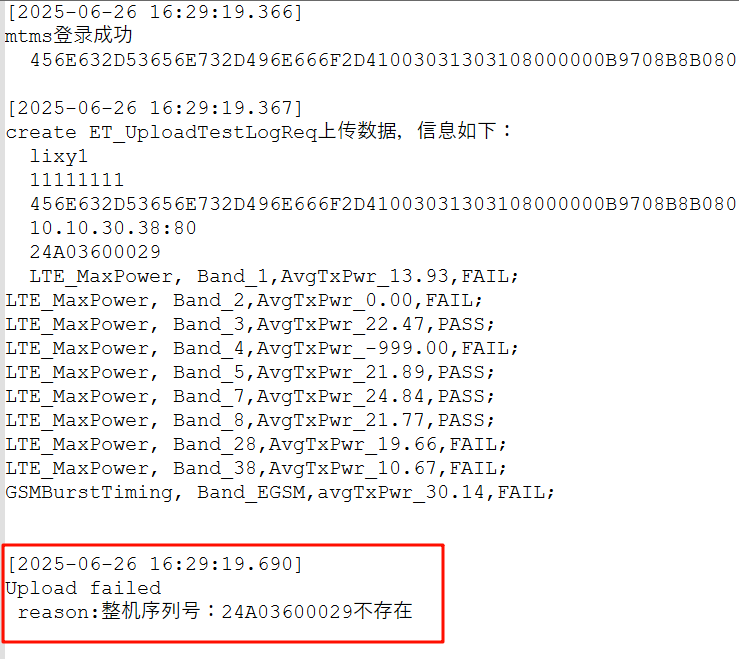 [2025-06-26 16:29:19.366]
mtms登录成功
456E632D53656E732D496E666F2D41003031303108000000B9708B8B080
[2025-06-26 16:29:19.367]
create ET_UploadTestLogReq上传数据, 信息如下：
lixy1
11111111
456E632D53656E732D496E666F2D41003031303108000000B9708B8B080
10.10.30.38:80
24A03600029
LTE_MaxPower, Band_1,AvgTxPwr_13.93,FAIL;
LTE_MaxPower, Band_2,AvgTxPwr_0.00,FAIL;
LTE_MaxPower, Band_3,AvgTxPwr_22.47,PASS;
LTE_MaxPower, Band_4,AvgTxPwr_-999.00,FAIL;
LTE_MaxPower, Band_5,AvgTxPwr_21.89,PASS;
LTE_MaxPower, Band_7,AvgTxPwr_24.84,PASS;
LTE_MaxPower, Band_8,AvgTxPwr_21.77,PASS;
LTE_MaxPower, Band_28,AvgTxPwr_19.66,FAIL;
LTE_MaxPower, Band_38,AvgTxPwr_10.67,FAIL;
GSMBurstTiming, Band_EGSM,avgTxPwr_30.14,FAIL;
[2025-06-26 16:29:19.690]
Upload failed
reason:整机序列号：24A03600029不存在